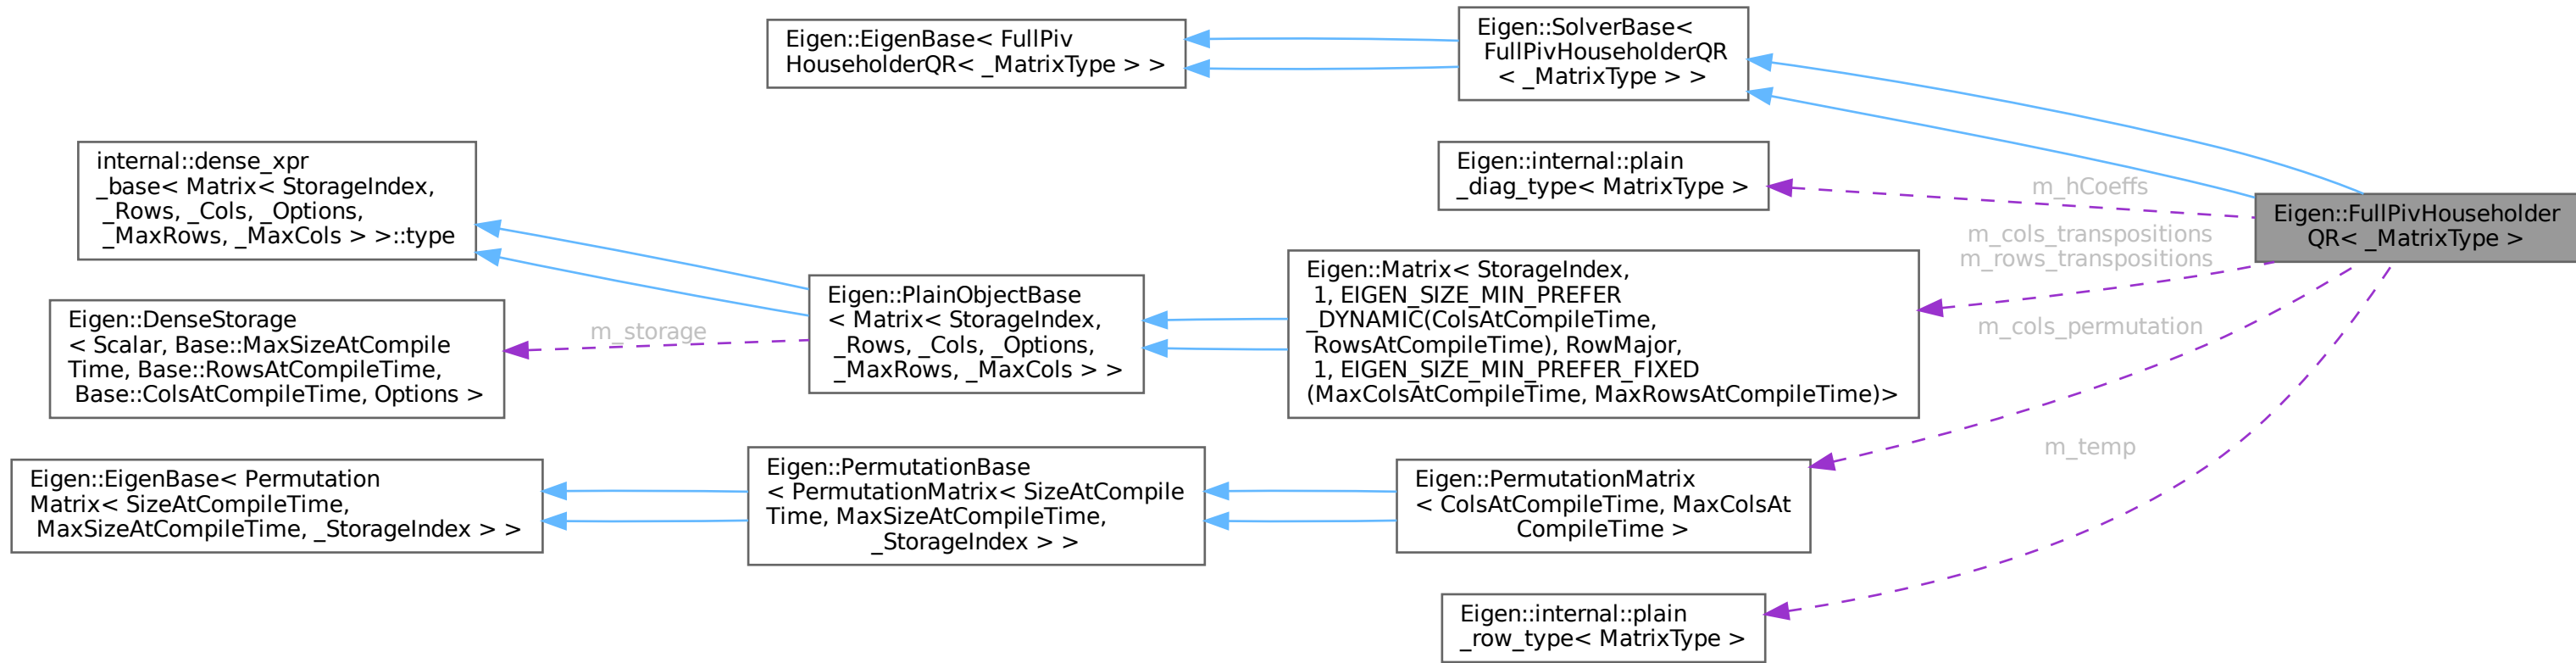 Eigen::EigenBase< FullPiv
HouseholderQR< _MatrixType > >
Eigen::SolverBase<
FullPivHouseholderQR
< _MatrixType > >
internal::dense_xpr
_base< Matrix< StorageIndex,
_Rows, _Cols, _Options,
_MaxRows, _MaxCols > >::type
Eigen::internal::plain
_diag_type< MatrixType >
m_hCoeffs
Eigen::FullPivHouseholder
QR< _MatrixType >
m_cols_transpositions
m_rows_transpositions
Eigen::DenseStorage
< Scalar, Base::MaxSizeAtCompile
Time, Base::RowsAtCompileTime,
Base::ColsAtCompileTime, Options >
m_storage
Eigen::PlainObjectBase
< Matrix< StorageIndex,
_Rows, _Cols, _Options,
_MaxRows, _MaxCols > >
Eigen::Matrix< StorageIndex,
1, EIGEN_SIZE_MIN_PREFER
_DYNAMIC(ColsAtCompileTime,
RowsAtCompileTime), RowMajor,
1, EIGEN_SIZE_MIN_PREFER_FIXED
(MaxColsAtCompileTime, MaxRowsAtCompileTime)>
m_cols_permutation
Eigen::EigenBase< Permutation
Matrix< SizeAtCompileTime,
MaxSizeAtCompileTime, _StorageIndex > >
Eigen::PermutationBase
< PermutationMatrix< SizeAtCompile
Time, MaxSizeAtCompileTime,
_StorageIndex > >
Eigen::PermutationMatrix
< ColsAtCompileTime, MaxColsAt
CompileTime >
m_temp
Eigen::internal::plain
_row_type< MatrixType >